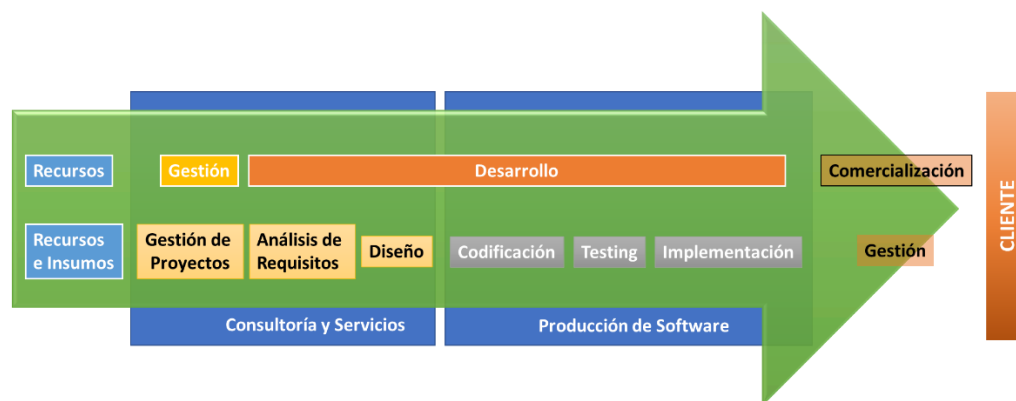 Recursos
Gestión
Desarrollo
Comercialización
Recursos
e Insumos
Gestión de
Proyectos
Análisis de
Requisitos
Diseño
Codificación
Testing
Implementación
Gestión
Consultoría y Servicios
Producción de Software
CLIENTE